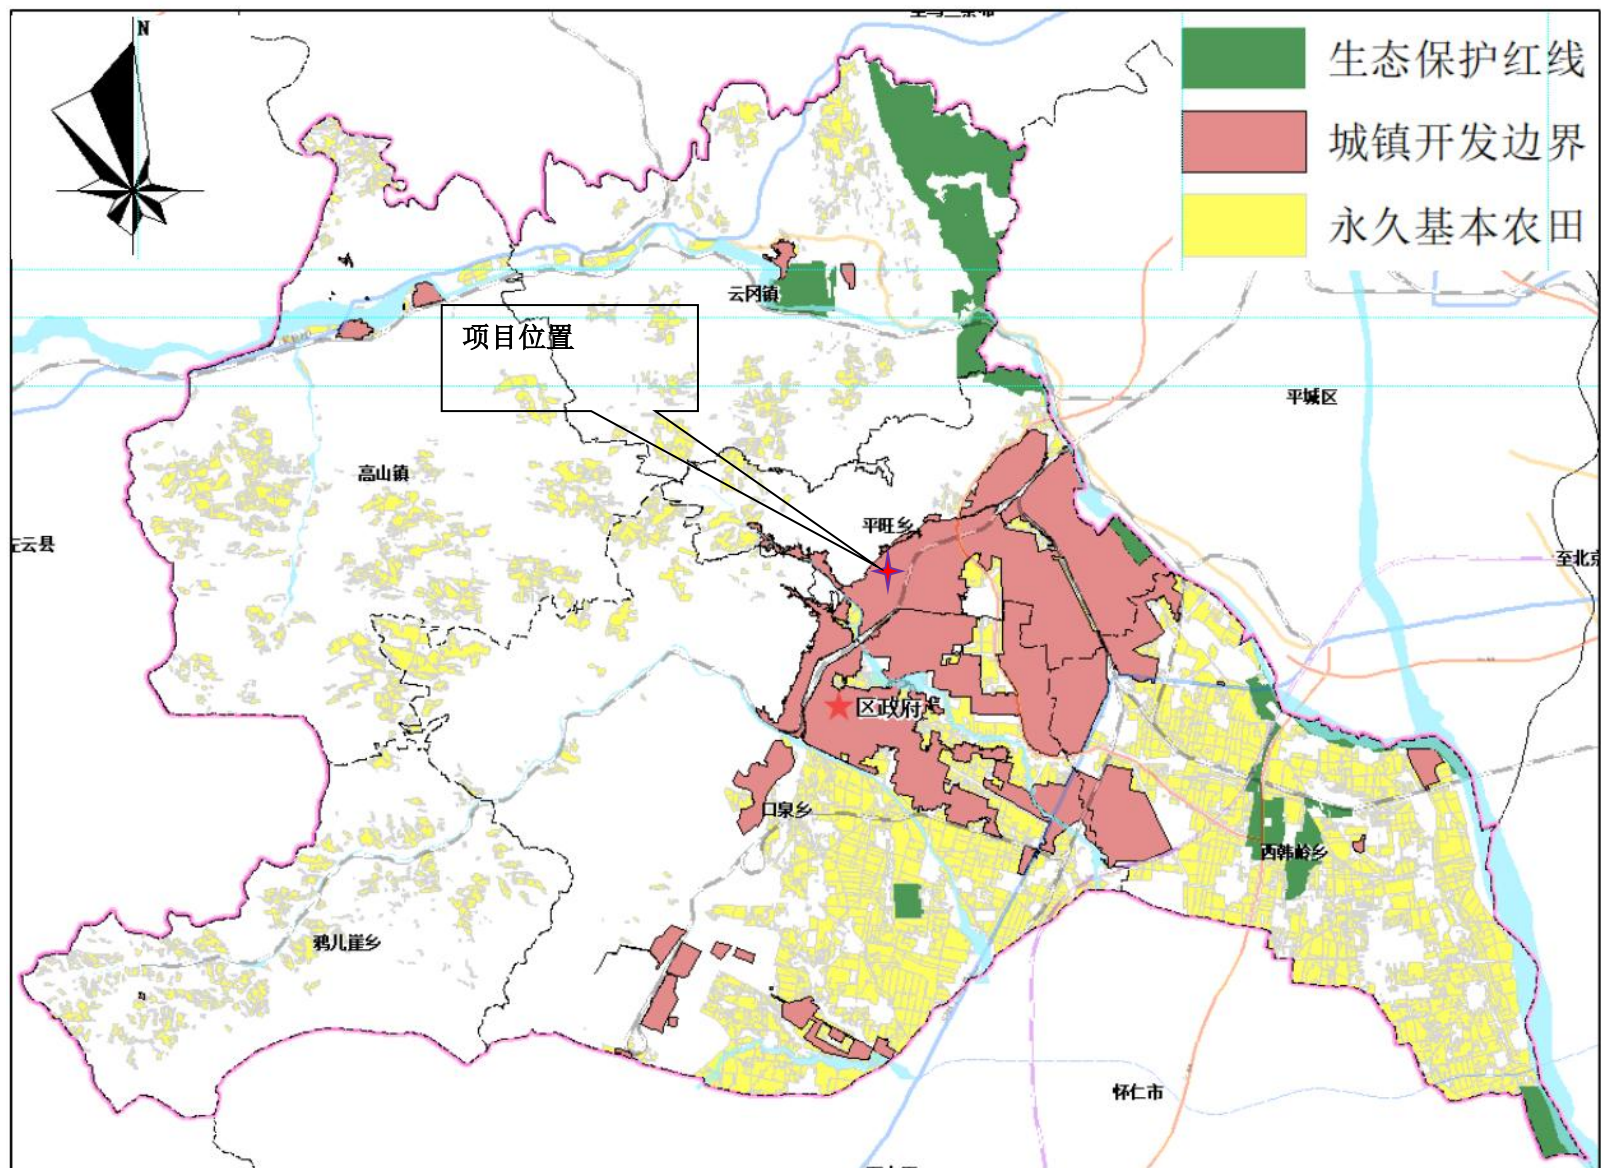 N
生态保护红线
城镇开发边界
永久基本农田
云冈镇
项目位置
平城区
高山镇
平旺乡
左云县
至北京
区政府
口泉乡
西韩岭乡
鸦儿崖乡
怀仁市